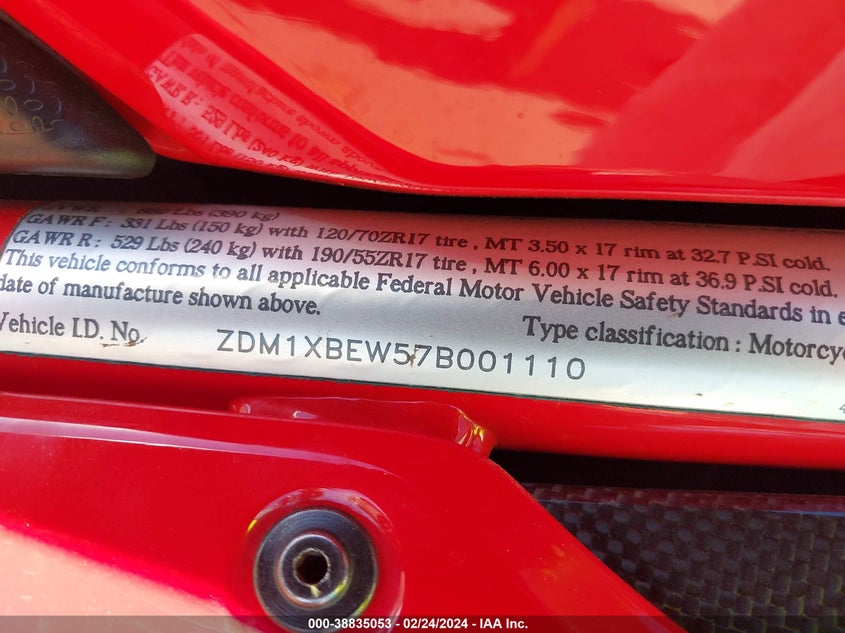 GAWR F : 331 Lbs (150 kg) with 120/70ZR17 tire , MT 3.50 x 17 rim at 32.7 P.SI cold.
GAWR R : 529 Lbs (240 kg) with 190/55ZR17 tire , MT 6.00 x 17 rim at 36.9 P.SI cold.
This vehicle conforms to all applicable Federal Motor Vehicle Safety Standards in e
date of manufacture shown above.
Type classification : Motorcy
Vehicle I.D. No.
ZDM1XBEW57B001110
000-38835053 - 02/24/2024 - IAA Inc.